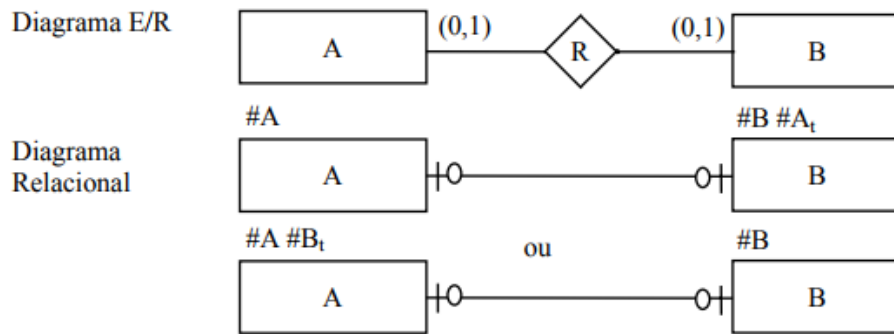 Diagrama E/R
A (0,1) R (0,1) B
#A #B #Aₜ
Diagrama
Relacional
A B
#A #Bₜ ou #B
A B